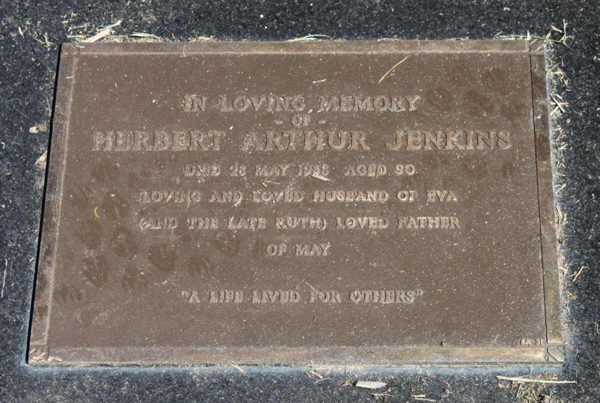 IN LOVING MEMORY
- OF -
HERBERT ARTHUR JENKINS
DIED 28 MAY AGED 90
LOVING AND LOVED HUSBAND OF EVA
(AND THE LATE RUTH) LOVED FATHER
OF MAY
"A LIFE LIVED FOR OTHERS"